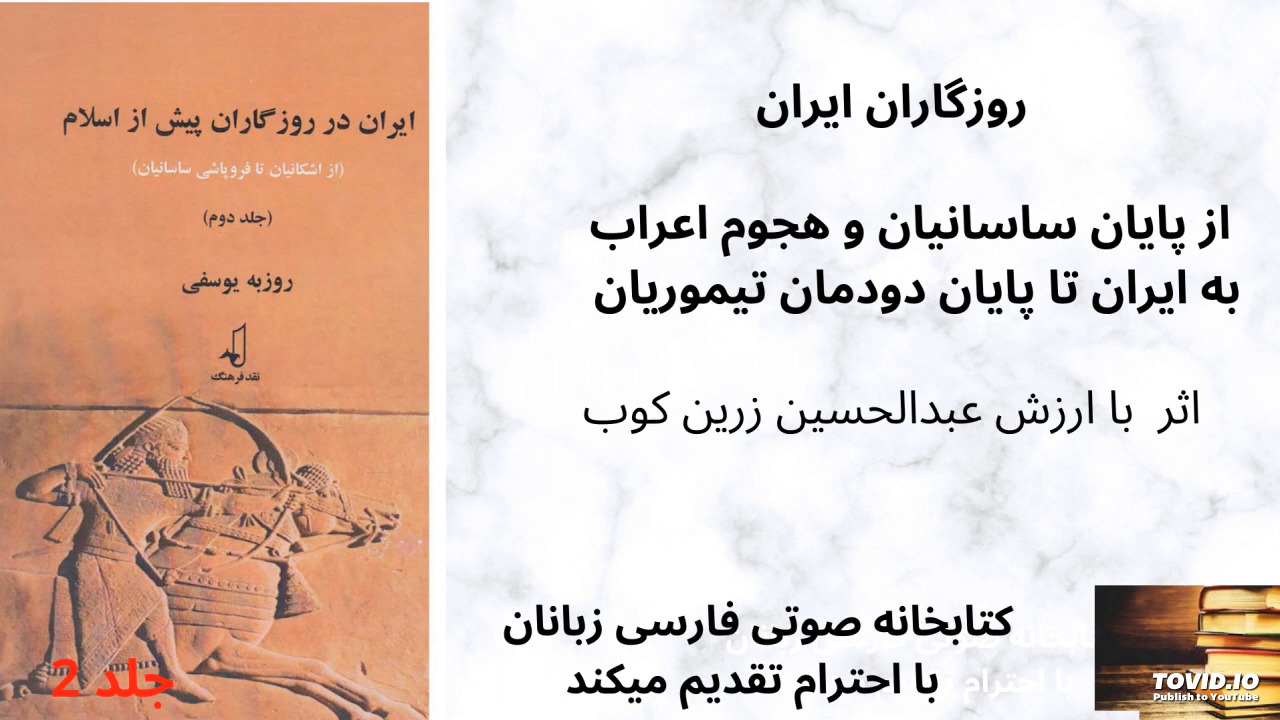 ایران در روزگاران پیش از اسلام
(از اشکانیان تا فروپاشی ساسانیان)
(جلد دوم)
روزبه یوسفی
نقدفرهنگ
جلد 2
روزگاران ایران
از پایان ساسانیان و هجوم اعراب
به ایران تا پایان دودمان تیموریان
اثر با ارزش عبدالحسین زرین کوب
کتابخانه صوتی فارسی زبانان
با احترام تقدیم میکند
TOVID.IO
Publish to YouTube